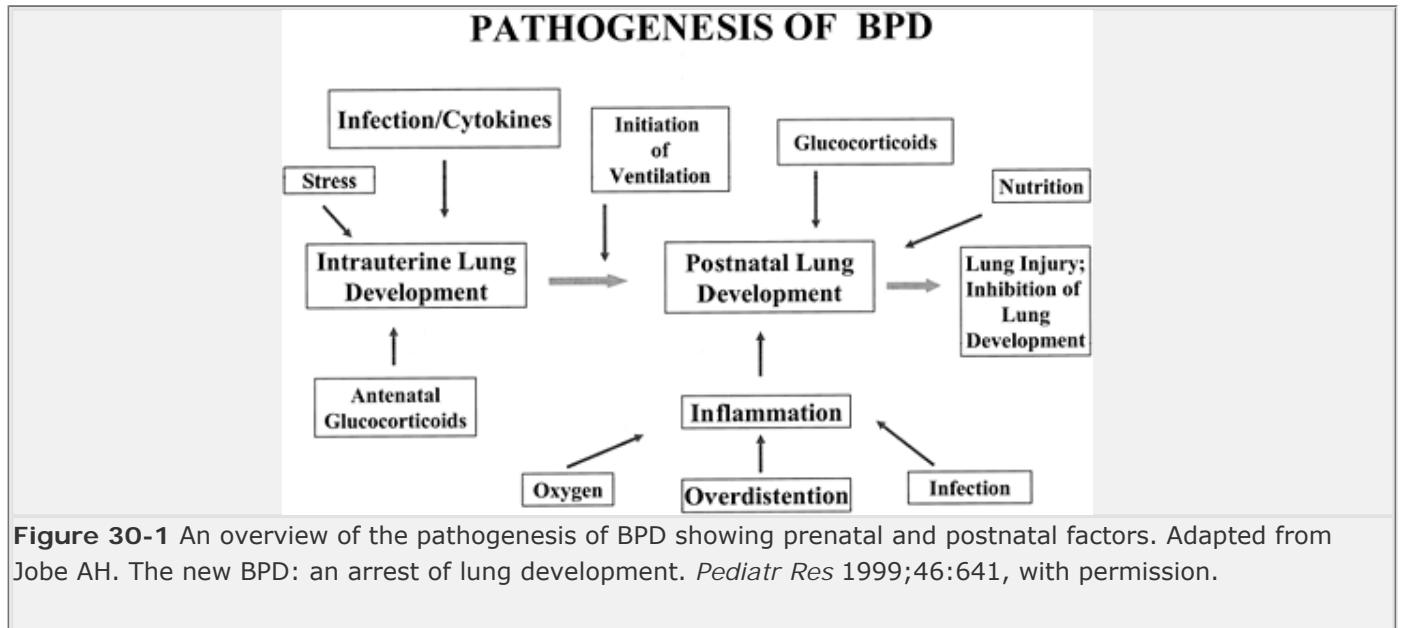 PATHOGENESIS OF BPD
Infection/Cytokines
Initiation
of
Ventilation
Glucocorticoids
Stress
Nutrition
Intrauterine Lung
Development
Postnatal Lung
Development
Lung Injury;
Inhibition of
Lung
Development
Antenatal
Glucocorticoids
Inflammation
Oxygen
Overdistention
Infection
Figure 30-1 An overview of the pathogenesis of BPD showing prenatal and postnatal factors. Adapted from
Jobe AH. The new BPD: an arrest of lung development. Pediatr Res 1999;46:641, with permission.